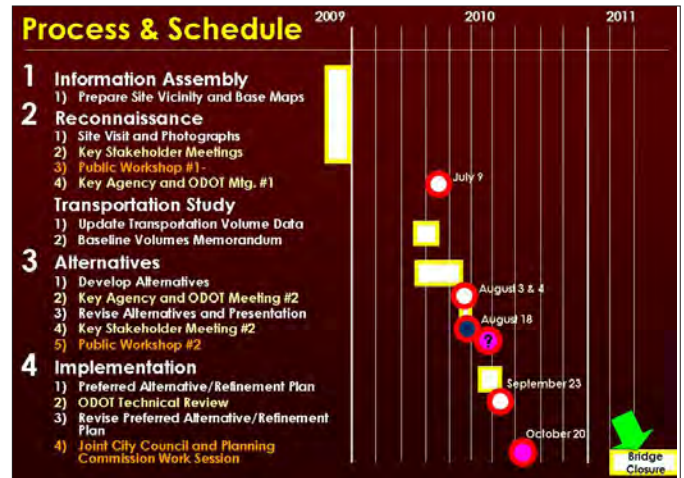 Process & Schedule
2009
2010
2011
1 Information Assembly
1) Prepare Site Vicinity and Base Maps
2 Reconnaissance
1) Site Visit and Photographs
2) Key Stakeholder Meetings
3) Public Workshop #1-
4) Key Agency and ODOT Mtg. #1
July 9
Transportation Study
1) Update Transportation Volume Data
2) Baseline Volumes Memorandum
3 Alternatives
1) Develop Alternatives
2) Key Agency and ODOT Meeting #2
August 3 & 4
3) Revise Alternatives and Presentation
4) Key Stakeholder Meeting #2
August 18
5) Public Workshop #2
?
4 Implementation
1) Preferred Alternative/Refinement Plan
2) ODOT Technical Review
September 23
3) Revise Preferred Alternative/Refinement
Plan
4) Joint City Council and Planning
Commission Work Session
October 20
Bridge
Closure